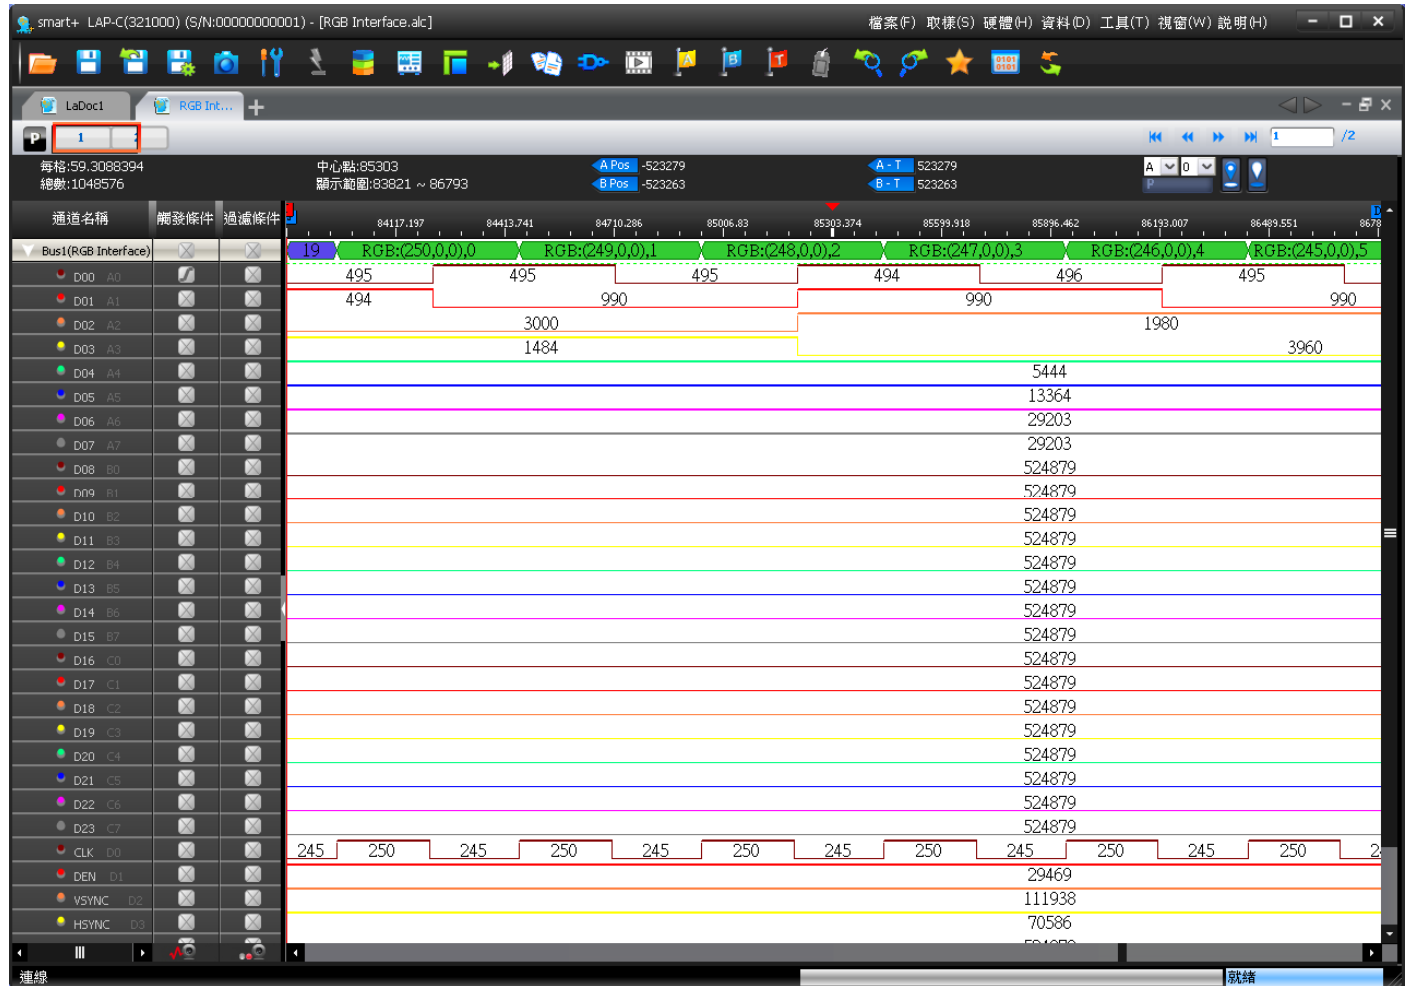 smart+ LAP-C(321000) (S/N:00000000001) - [RGB Interface.alc]
檔案(F) 取樣(S) 硬體(H) 資料(D) 工具(T) 視窗(W) 説明(H)
A B T 0101 0101
LaDoc1 RGB Int...
P 1 2 1 /2
每格:59.3088394 中心點:85303 A Pos -523279 A - T 523279 A 0
總數:1048576 顯示範圍:83821 ~ 86793 B Pos -523263 B - T 523263 P
通道名稱 觸發條件 過濾條件 84117.197 84413.741 84710.286 85006.83 85303.374 85599.918 85896.462 86193.007 86489.551 8678
Bus1(RGB Interface) 19 RGB:(250,0,0),0 RGB:(249,0,0),1 RGB:(248,0,0),2 RGB:(247,0,0),3 RGB:(246,0,0),4 RGB:(245,0,0),5
D00 A0 495 495 495 494 496 495
D01 A1 494 990 990 990
D02 A2 3000 1980
D03 A3 1484 3960
D04 A4 5444
D05 A5 13364
D06 A6 29203
D07 A7 29203
D08 B0 524879
D09 B1 524879
D10 B2 524879
D11 B3 524879
D12 B4 524879
D13 B5 524879
D14 B6 524879
D15 B7 524879
D16 C0 524879
D17 C1 524879
D18 C2 524879
D19 C3 524879
D20 C4 524879
D21 C5 524879
D22 C6 524879
D23 C7 524879
CLK D0 245 250 245 250 245 250 245 250 245 250 245 250 2
DEN D1 29469
VSYNC D2 111938
HSYNC D3 70586
連線 就緒